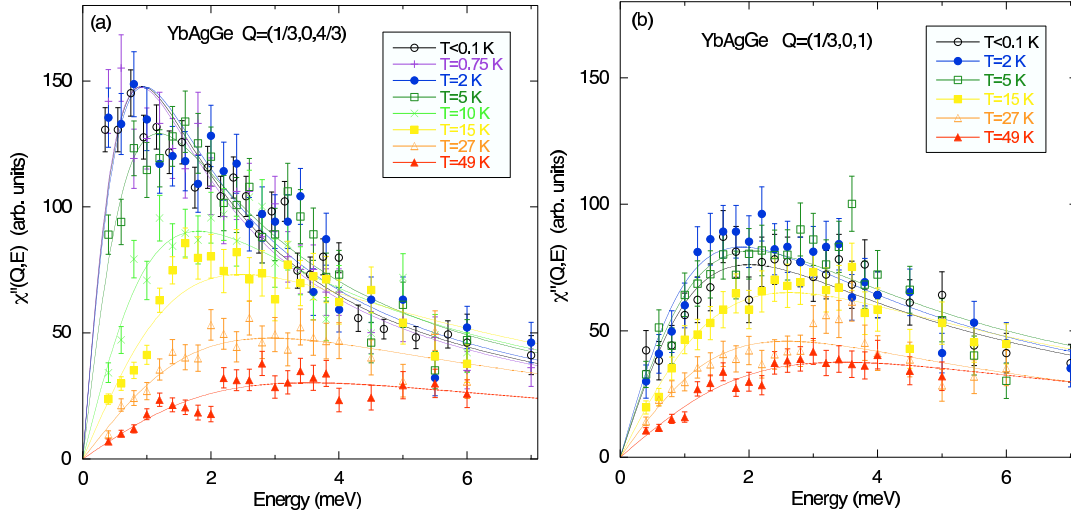 (a)
YbAgGe Q=(1/3,0,4/3)
T<0.1 K
T=0.75 K
T=2 K
T=5 K
T=10 K
T=15 K
T=27 K
T=49 K
150
100
50
0
χ''(Q,E) (arb. units)
0
2
4
6
Energy (meV)
(b)
YbAgGe Q=(1/3,0,1)
T<0.1 K
T=2 K
T=5 K
T=15 K
T=27 K
T=49 K
150
100
50
0
χ''(Q,E) (arb. units)
0
2
4
6
Energy (meV)